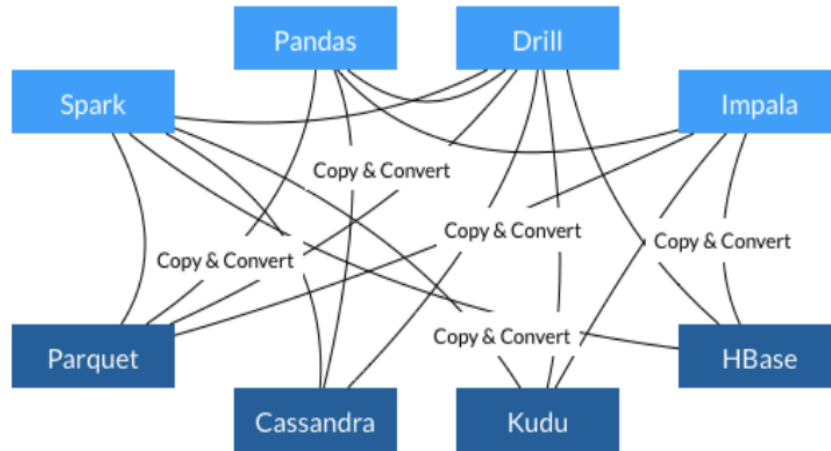 Pandas
Drill
Spark
Impala
Copy & Convert
Copy & Convert
Copy & Convert
Copy & Convert
Copy & Convert
Parquet
HBase
Cassandra
Kudu